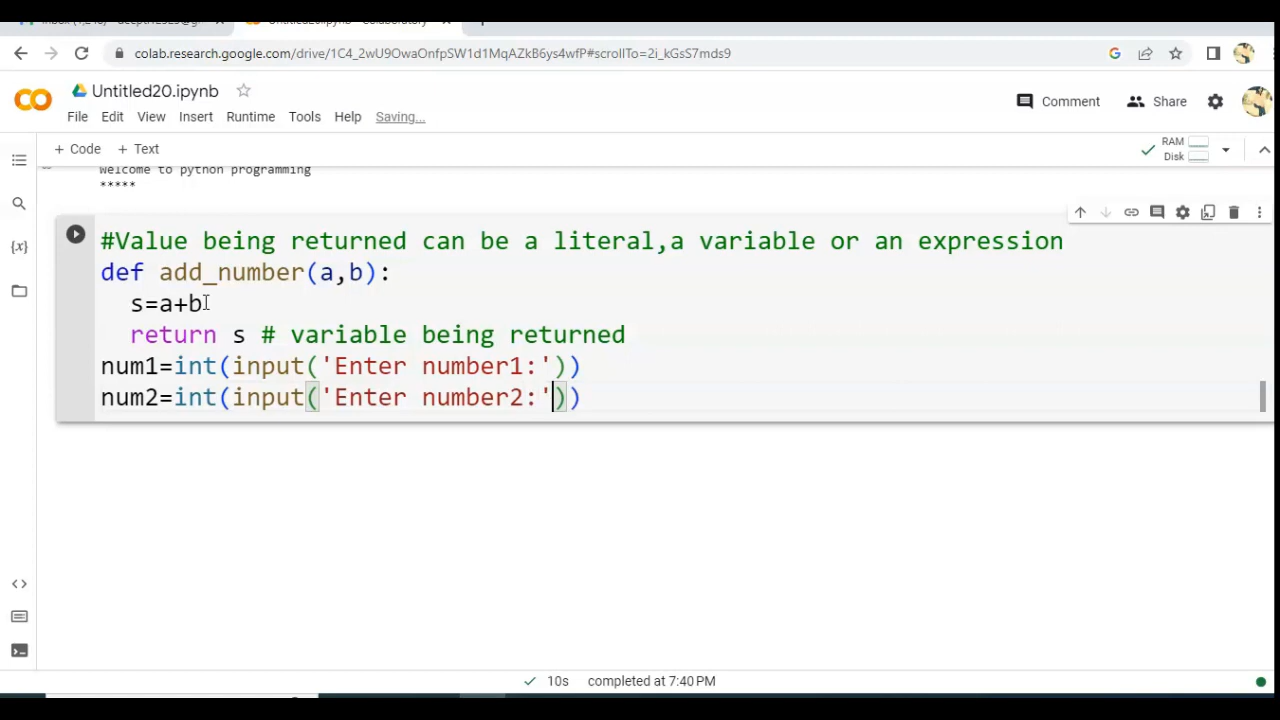 colab.research.google.com/drive/1C4_2wU9OwaOnfpSW1d1MqAZkB6ys4wfP#scrollTo=2i_kGsS7mds9
Untitled20.ipynb
Comment
Share
File Edit View Insert Runtime Tools Help Saving...
+ Code + Text
RAM
Disk
Welcome to python programming
*****
#Value being returned can be a literal,a variable or an expression
def add_number(a,b):
s=a+b
return s # variable being returned
num1=int(input('Enter number1:'))
num2=int(input('Enter number2:'))
10s completed at 7:40 PM